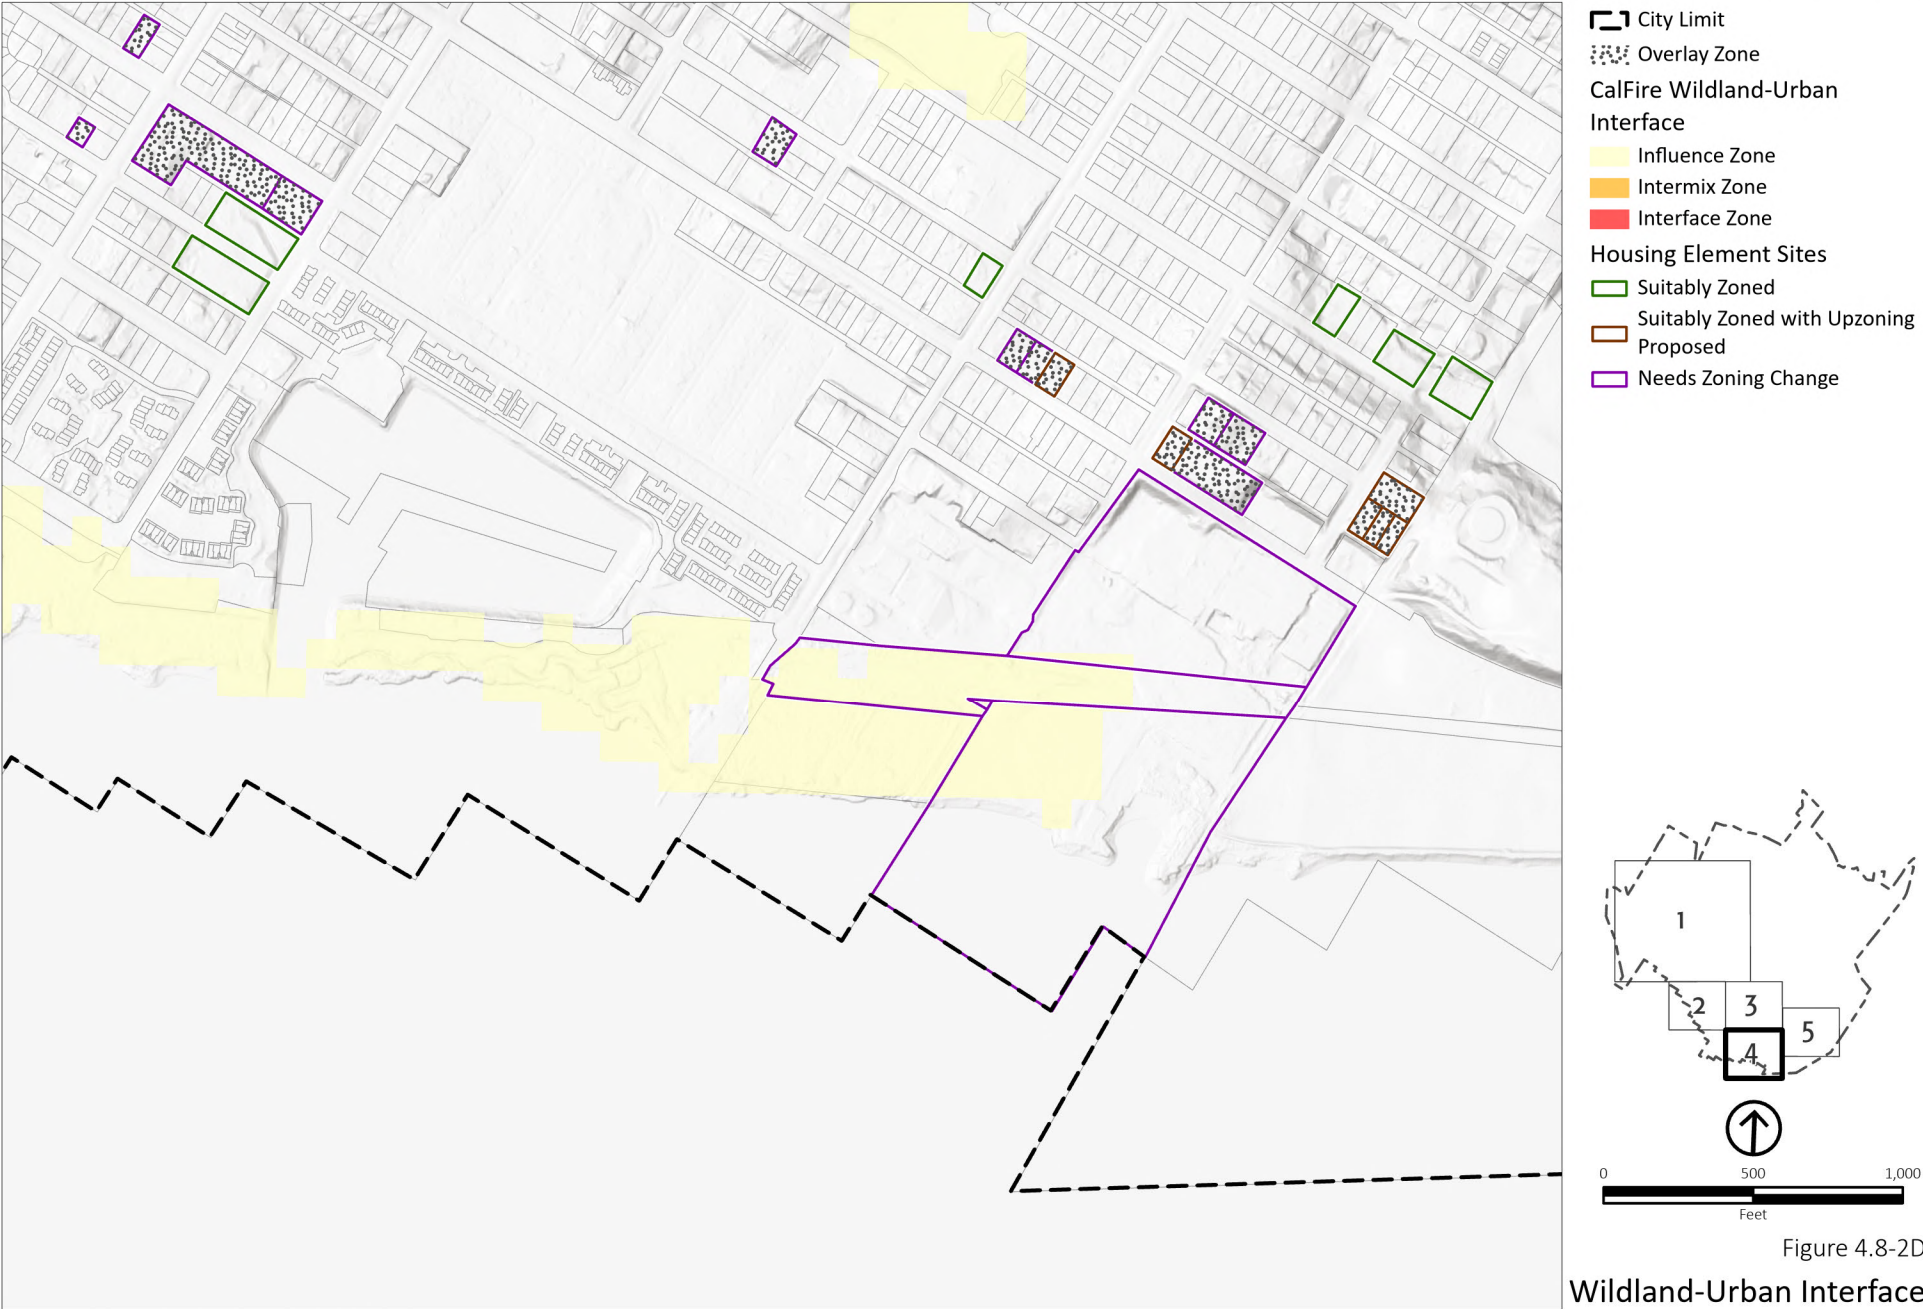 City Limit
Overlay Zone
CalFire Wildland-Urban
Interface
Influence Zone
Intermix Zone
Interface Zone
Housing Element Sites
Suitably Zoned
Suitably Zoned with Upzoning
Proposed
Needs Zoning Change
1
2
3
5
4
0 500 1,000
Feet
Figure 4.8-2D
Wildland-Urban Interface